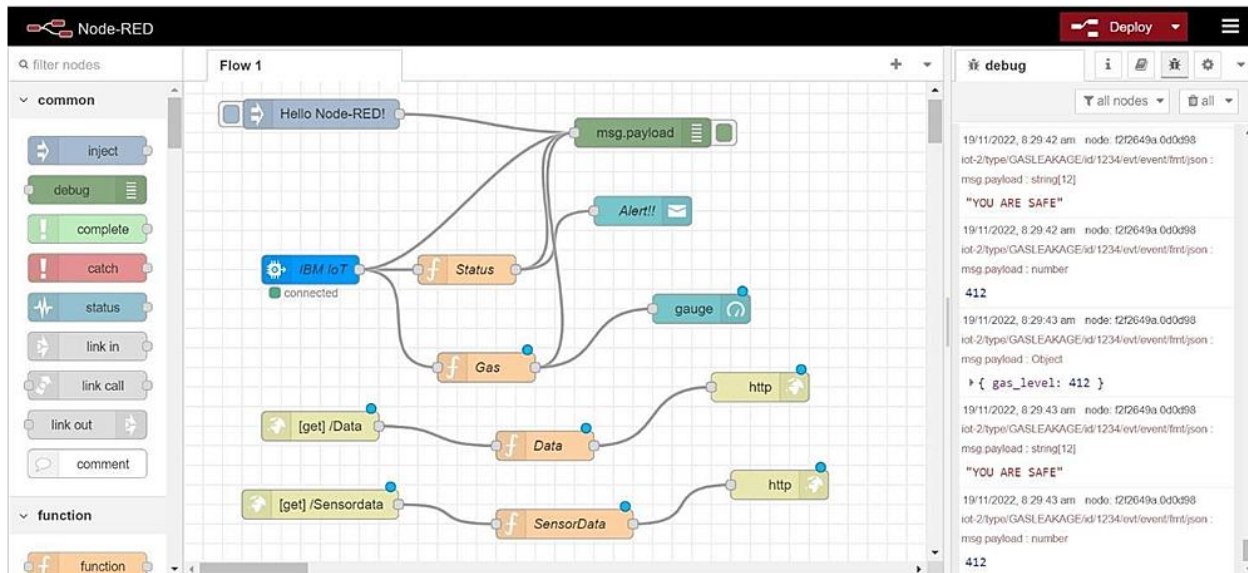 Node-RED
Deploy
filter nodes
common
inject
debug
complete
catch
status
link in
link call
link out
comment
function
function
Flow 1
Hello Node-RED!
msg.payload
Alert!!
IBM IoT
connected
Status
gauge
Gas
http
[get] /Data
Data
http
[get] /Sensordata
SensorData
debug
i
all nodes
all
19/11/2022, 8:29:42 am node: f2f2649a.0d0d98
iot-2/type/GASLEAKAGE/id/1234/evt/event/fmt/json :
msg.payload : string[12]
"YOU ARE SAFE"
19/11/2022, 8:29:42 am node: f2f2649a.0d0d98
iot-2/type/GASLEAKAGE/id/1234/evt/event/fmt/json :
msg.payload : number
412
19/11/2022, 8:29:43 am node: f2f2649a.0d0d98
iot-2/type/GASLEAKAGE/id/1234/evt/event/fmt/json :
msg.payload : Object
{ gas_level: 412 }
19/11/2022, 8:29:43 am node: f2f2649a.0d0d98
iot-2/type/GASLEAKAGE/id/1234/evt/event/fmt/json :
msg.payload : string[12]
"YOU ARE SAFE"
19/11/2022, 8:29:43 am node: f2f2649a.0d0d98
iot-2/type/GASLEAKAGE/id/1234/evt/event/fmt/json :
msg.payload : number
412